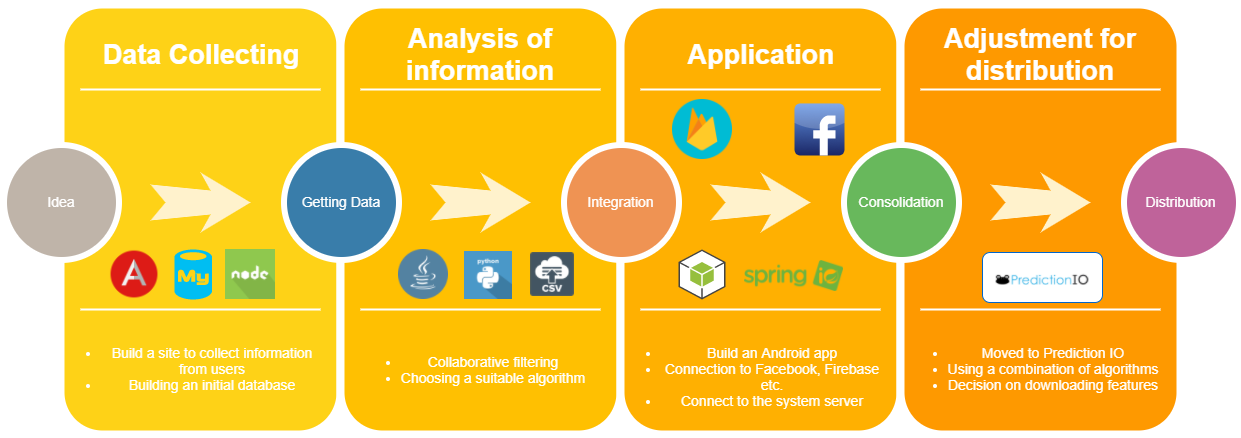 Data Collecting
Analysis of
information
Application
Adjustment for
distribution
Idea
Getting Data
Integration
Consolidation
Distribution
My
node
python
CSV
spring
PredictionIO
• Build a site to collect information
from users
• Building an initial database
• Collaborative filtering
• Choosing a suitable algorithm
• Build an Android app
• Connection to Facebook, Firebase
etc.
• Connect to the system server
• Moved to Prediction IO
• Using a combination of algorithms
• Decision on downloading features